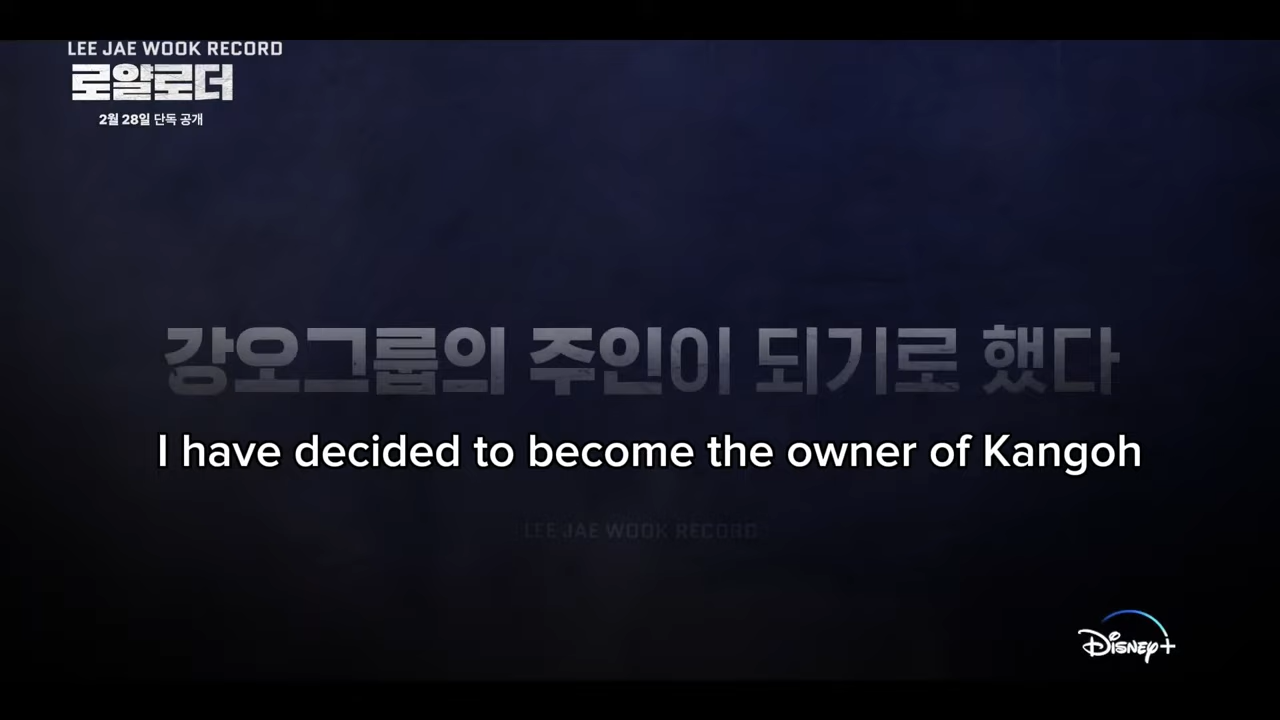 LEE JAE WOOK RECORD
로얄로더
2월 28일 단독 공개
강오그룹의 주인이 되기로 했다
I have decided to become the owner of Kangoh
LEE JAE WOOK RECORD
Disney+